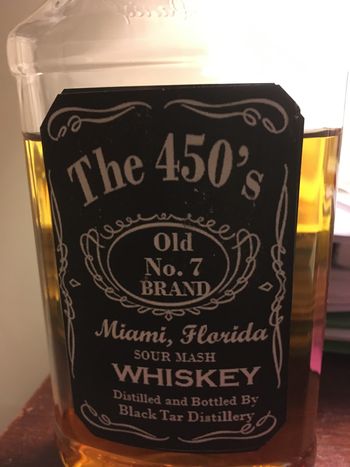 The 450's
Old
No. 7
BRAND
Miami, Florida
SOUR MASH
WHISKEY
Distilled and Bottled By
Black Tar Distillery